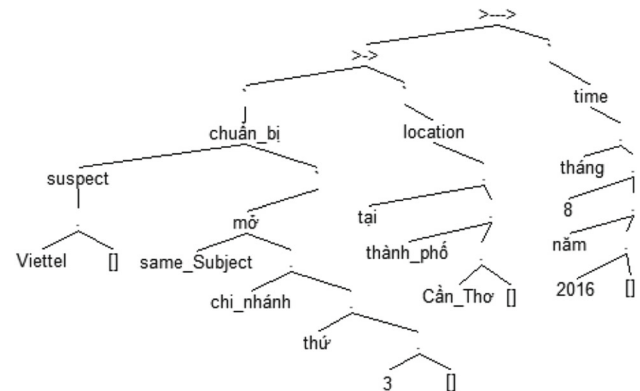 >--->
>->
time
chuẩn_bị
location
suspect
tháng
mở
tại
8
Viettel
[]
same_Subject
thành_phố
năm
chi_nhánh
Cần_Thơ
[]
2016
[]
thứ
3
[]